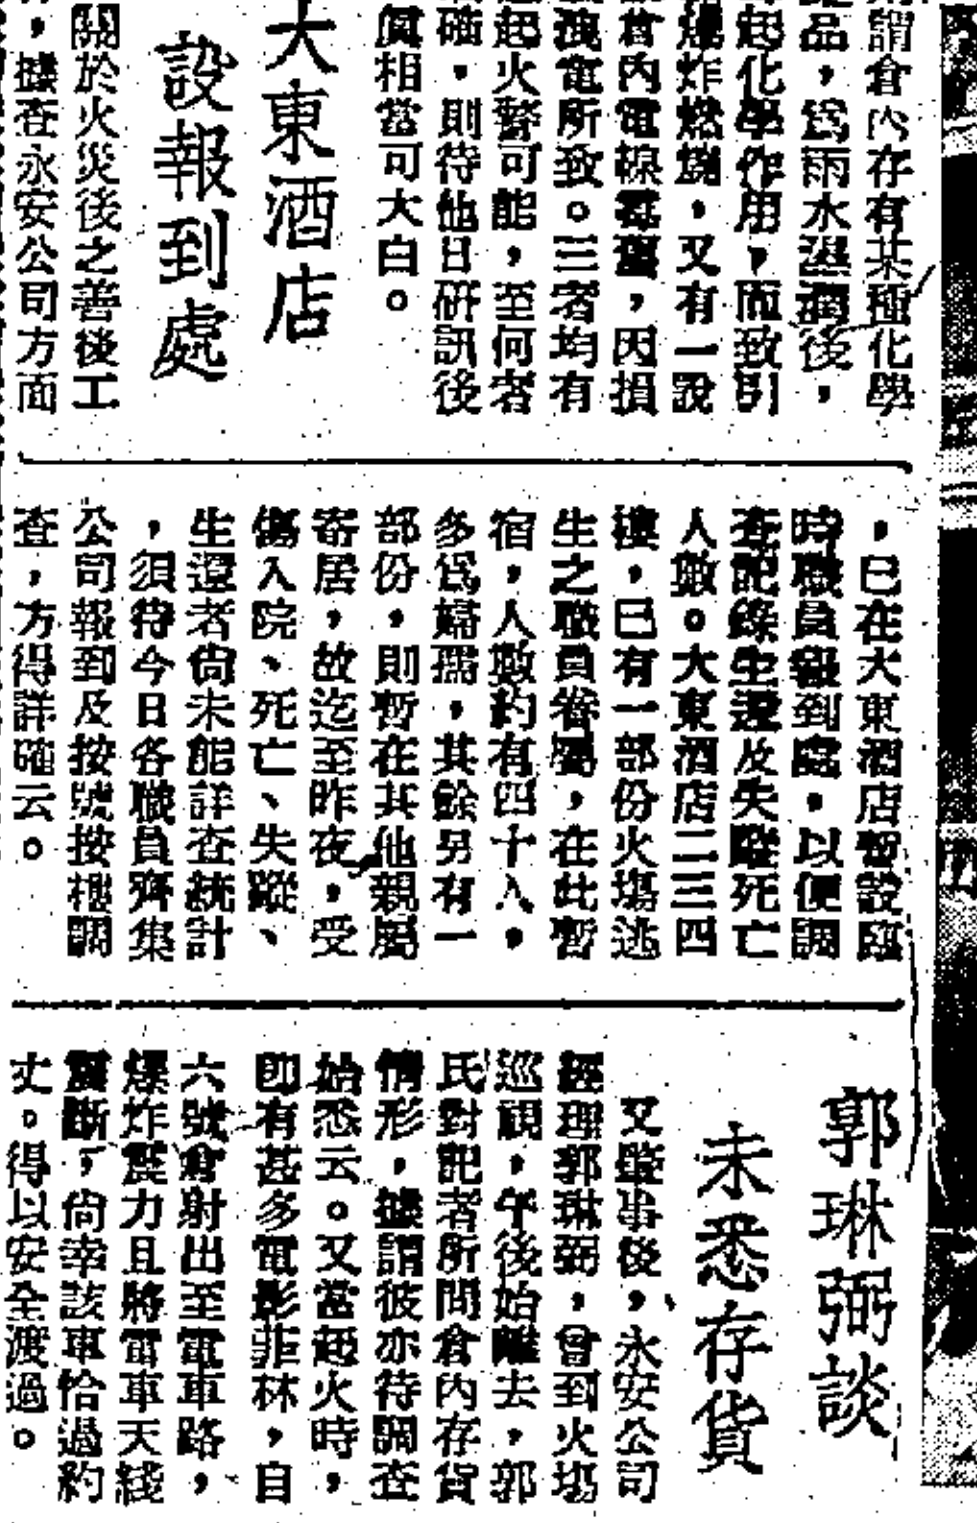 謂倉內存有某種化學
品，爲雨水濕潤後，
起化學作用，而致引
爆炸燃燒，又有一說
倉內電線霉舊，因損
洩電所致。三者均有
起火警可能，至何者
確，則待他日研訊後
眞相當可大白。
大東酒店
設報到處
關於火災後之善後工
，據查永安公司方面
，已在大東酒店暫設臨
時職員報到處，以便調
查記錄生還及失蹤死亡
人數。大東酒店二三四
樓，已有一部份火塲逃
生之職員眷屬，在此暫
宿，人數約有四十人，
多爲婦孺，其餘另有一
部份，則暫在其他親屬
寄居，故迄至昨夜，受
傷入院、死亡、失蹤、
生還者尙未能詳查統計
，須待今日各職員齊集
公司報到及按號按樓調
查，方得詳確云。
郭琳弼談
未悉存貨
又肇事後，永安公司
經理郭琳弼，曾到火塲
巡視，午後始離去，郭
氏對記者所問倉內存貨
情形，據謂彼亦待調查
始悉云。又當起火時，
卽有甚多電影菲林，自
六號倉射出至電車路，
爆炸震力且將電車天綫
震斷，尙幸該車恰過約
丈。得以安全渡過。